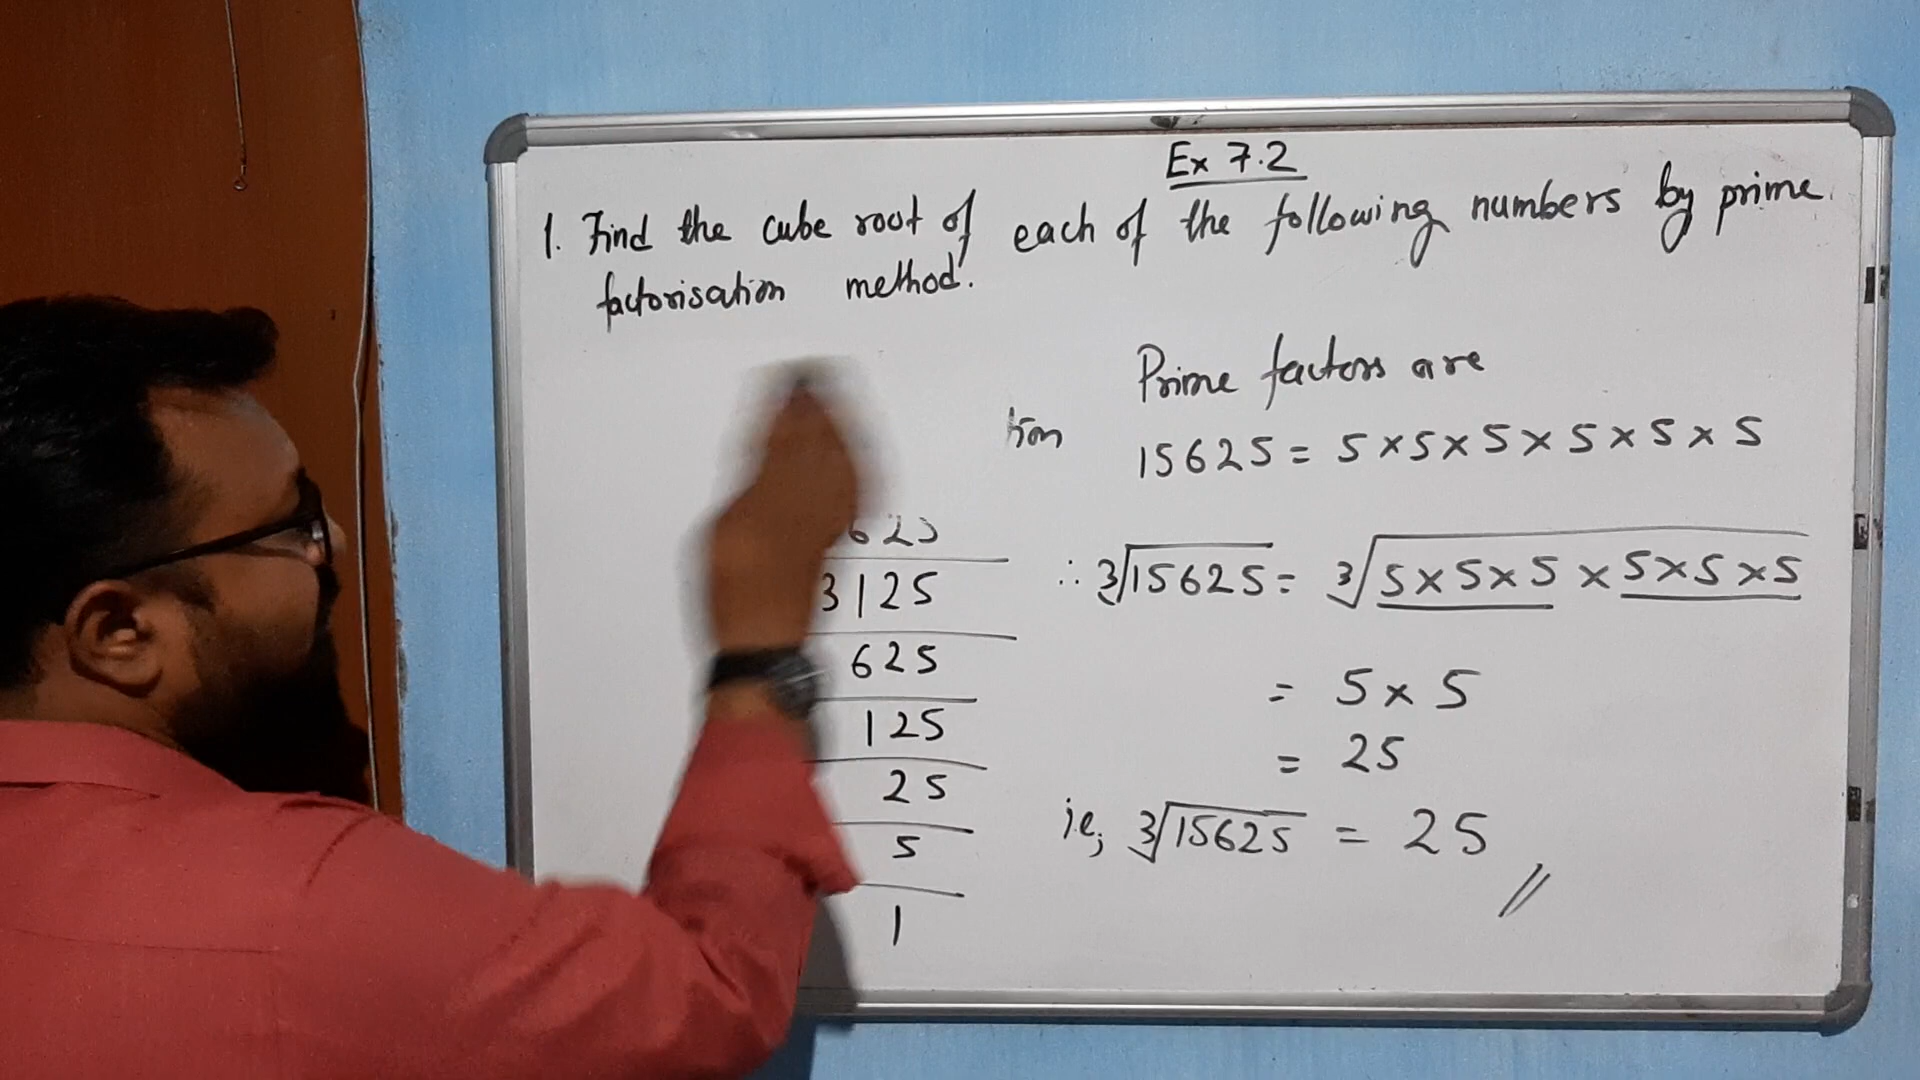 Ex 7.2
1. Find the cube root of each of the following numbers by prime
factorisation method.
Prime factors are
15625 = 5 × 5 × 5 × 5 × 5 × 5
3125
625
125
25
5
1
∴ ∛15625 = ∛5 × 5 × 5 × 5 × 5 × 5
= 5 × 5
= 25
i.e, ∛15625 = 25 //